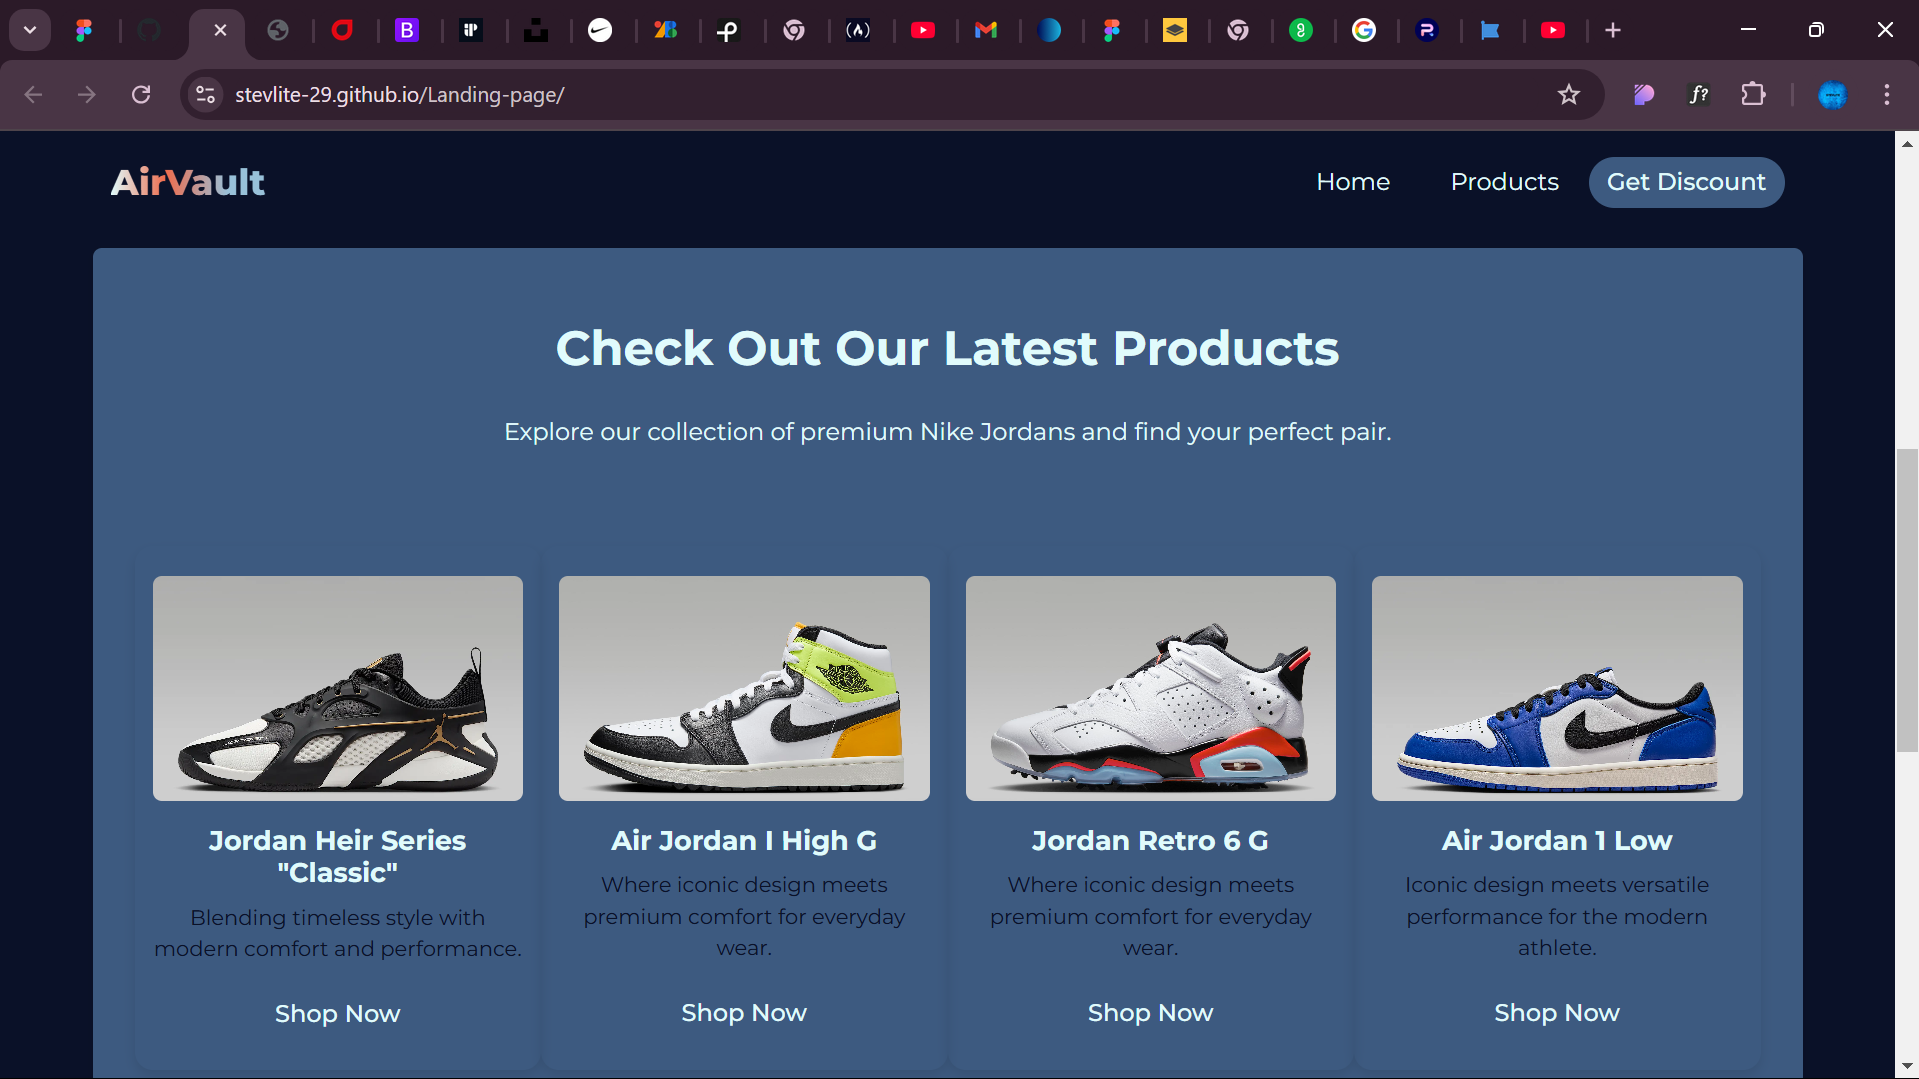 stevlite-29.github.io/Landing-page/
AirVault
Home
Products
Get Discount
Check Out Our Latest Products
Explore our collection of premium Nike Jordans and find your perfect pair.
Jordan Heir Series
"Classic"
Blending timeless style with
modern comfort and performance.
Shop Now
Air Jordan I High G
Where iconic design meets
premium comfort for everyday
wear.
Shop Now
Jordan Retro 6 G
Where iconic design meets
premium comfort for everyday
wear.
Shop Now
Air Jordan 1 Low
Iconic design meets versatile
performance for the modern
athlete.
Shop Now